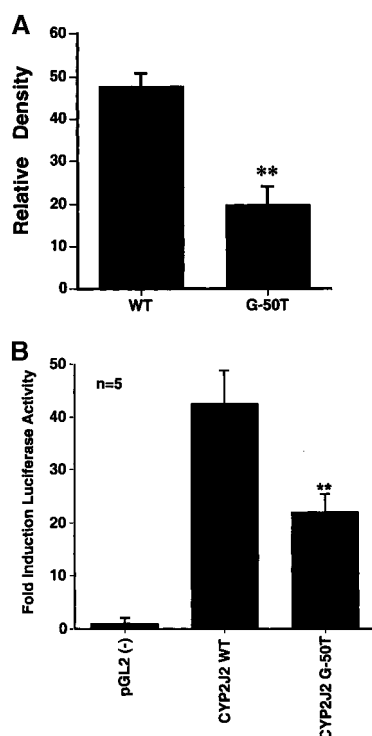 A
60
50
40
30
20
10
0
Relative Density
**
WT
G-50T
B
50
40
30
20
10
0
Fold Induction Luciferase Activity
n=5
**
pGL2 (-)
CYP2J2 WT
CYP2J2 G-50T